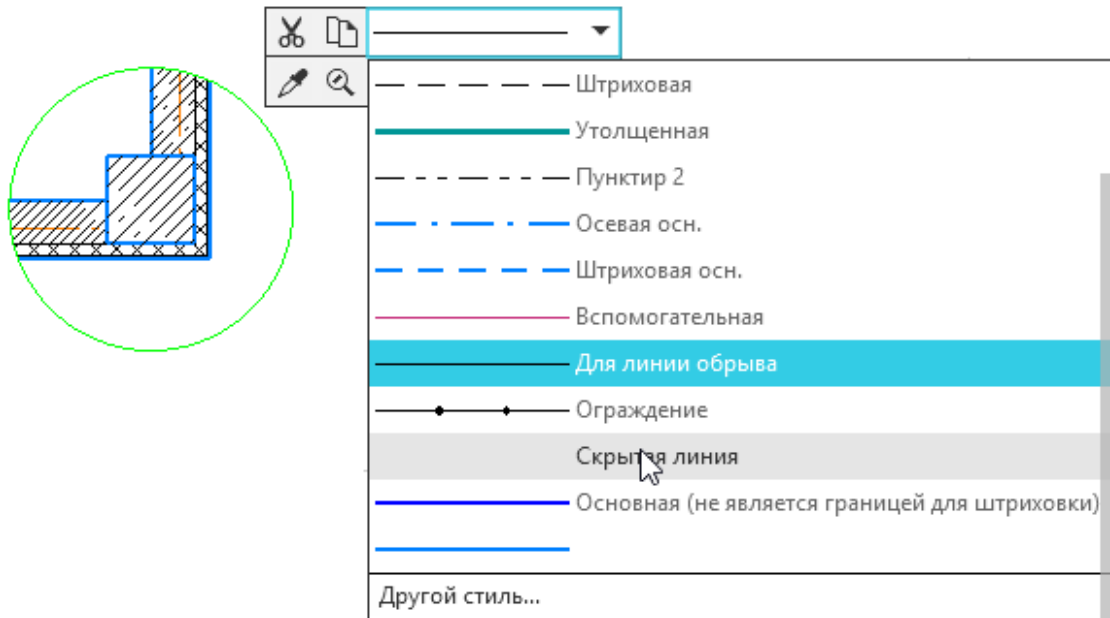 Штриховая
Утолщенная
Пунктир 2
Осевая осн.
Штриховая осн.
Вспомогательная
Для линии обрыва
Ограждение
Скрытая линия
Основная (не является границей для штриховки)
Другой стиль...